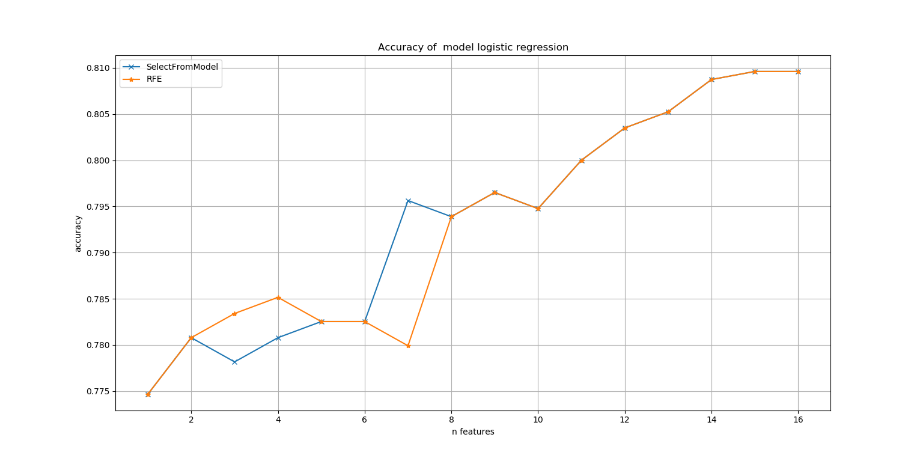 Accuracy of  model logistic regression
SelectFromModel
RFE
0.810
0.805
0.800
0.795
0.790
0.785
0.780
0.775
accuracy
2 4 6 8 10 12 14 16
n features